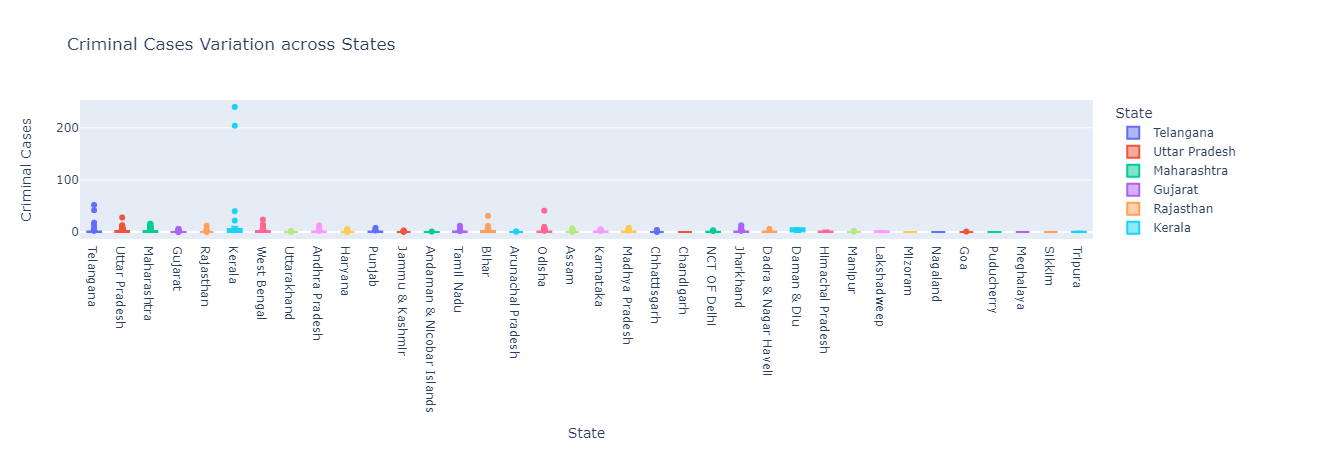 Criminal Cases Variation across States
Criminal Cases
200
100
0
State
Telangana
Uttar Pradesh
Maharashtra
Gujarat
Rajasthan
Kerala
Telangana
Uttar Pradesh
Maharashtra
Gujarat
Rajasthan
Kerala
West Bengal
Uttarakhand
Andhra Pradesh
Haryana
Punjab
Jammu & Kashmir
Andaman & Nicobar Islands
Tamil Nadu
Bihar
Arunachal Pradesh
Odisha
Assam
Karnataka
Madhya Pradesh
Chhattisgarh
Chandigarh
NCT OF Delhi
Jharkhand
Dadra & Nagar Haveli
Daman & Diu
Himachal Pradesh
Manipur
Lakshadweep
Mizoram
Nagaland
Goa
Puducherry
Meghalaya
Sikkim
Tripura
State